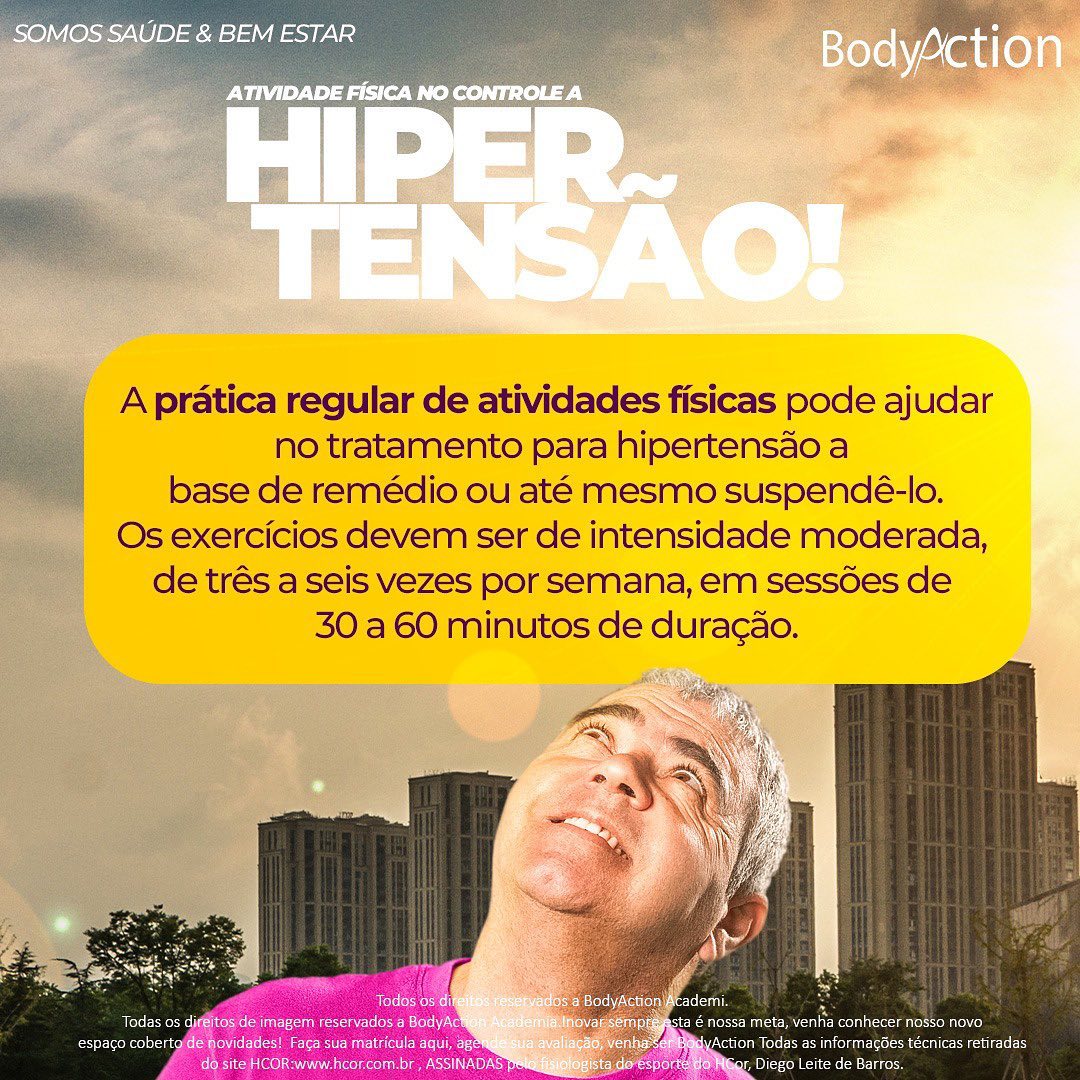 SOMOS SAÚDE & BEM ESTAR
BodyAction
ATIVIDADE FÍSICA NO CONTROLE A
HIPER
TENSÃO!
A prática regular de atividades físicas pode ajudar
no tratamento para hipertensão a
base de remédio ou até mesmo suspendê-lo.
Os exercícios devem ser de intensidade moderada,
de três a seis vezes por semana, em sessões de
30 a 60 minutos de duração.
Todos os direitos reservados a BodyAction Academi.
Todas os direitos de imagem reservados a BodyAction Academia.Inovar sempre esta é nossa meta, venha conhecer nosso novo
espaço coberto de novidades! Faça sua matrícula aqui, agende sua avaliação, venha ser BodyAction Todas as informações técnicas retiradas
do site HCOR:www.hcor.com.br , ASSINADAS pelo fisiologista do esporte do HCor, Diego Leite de Barros.